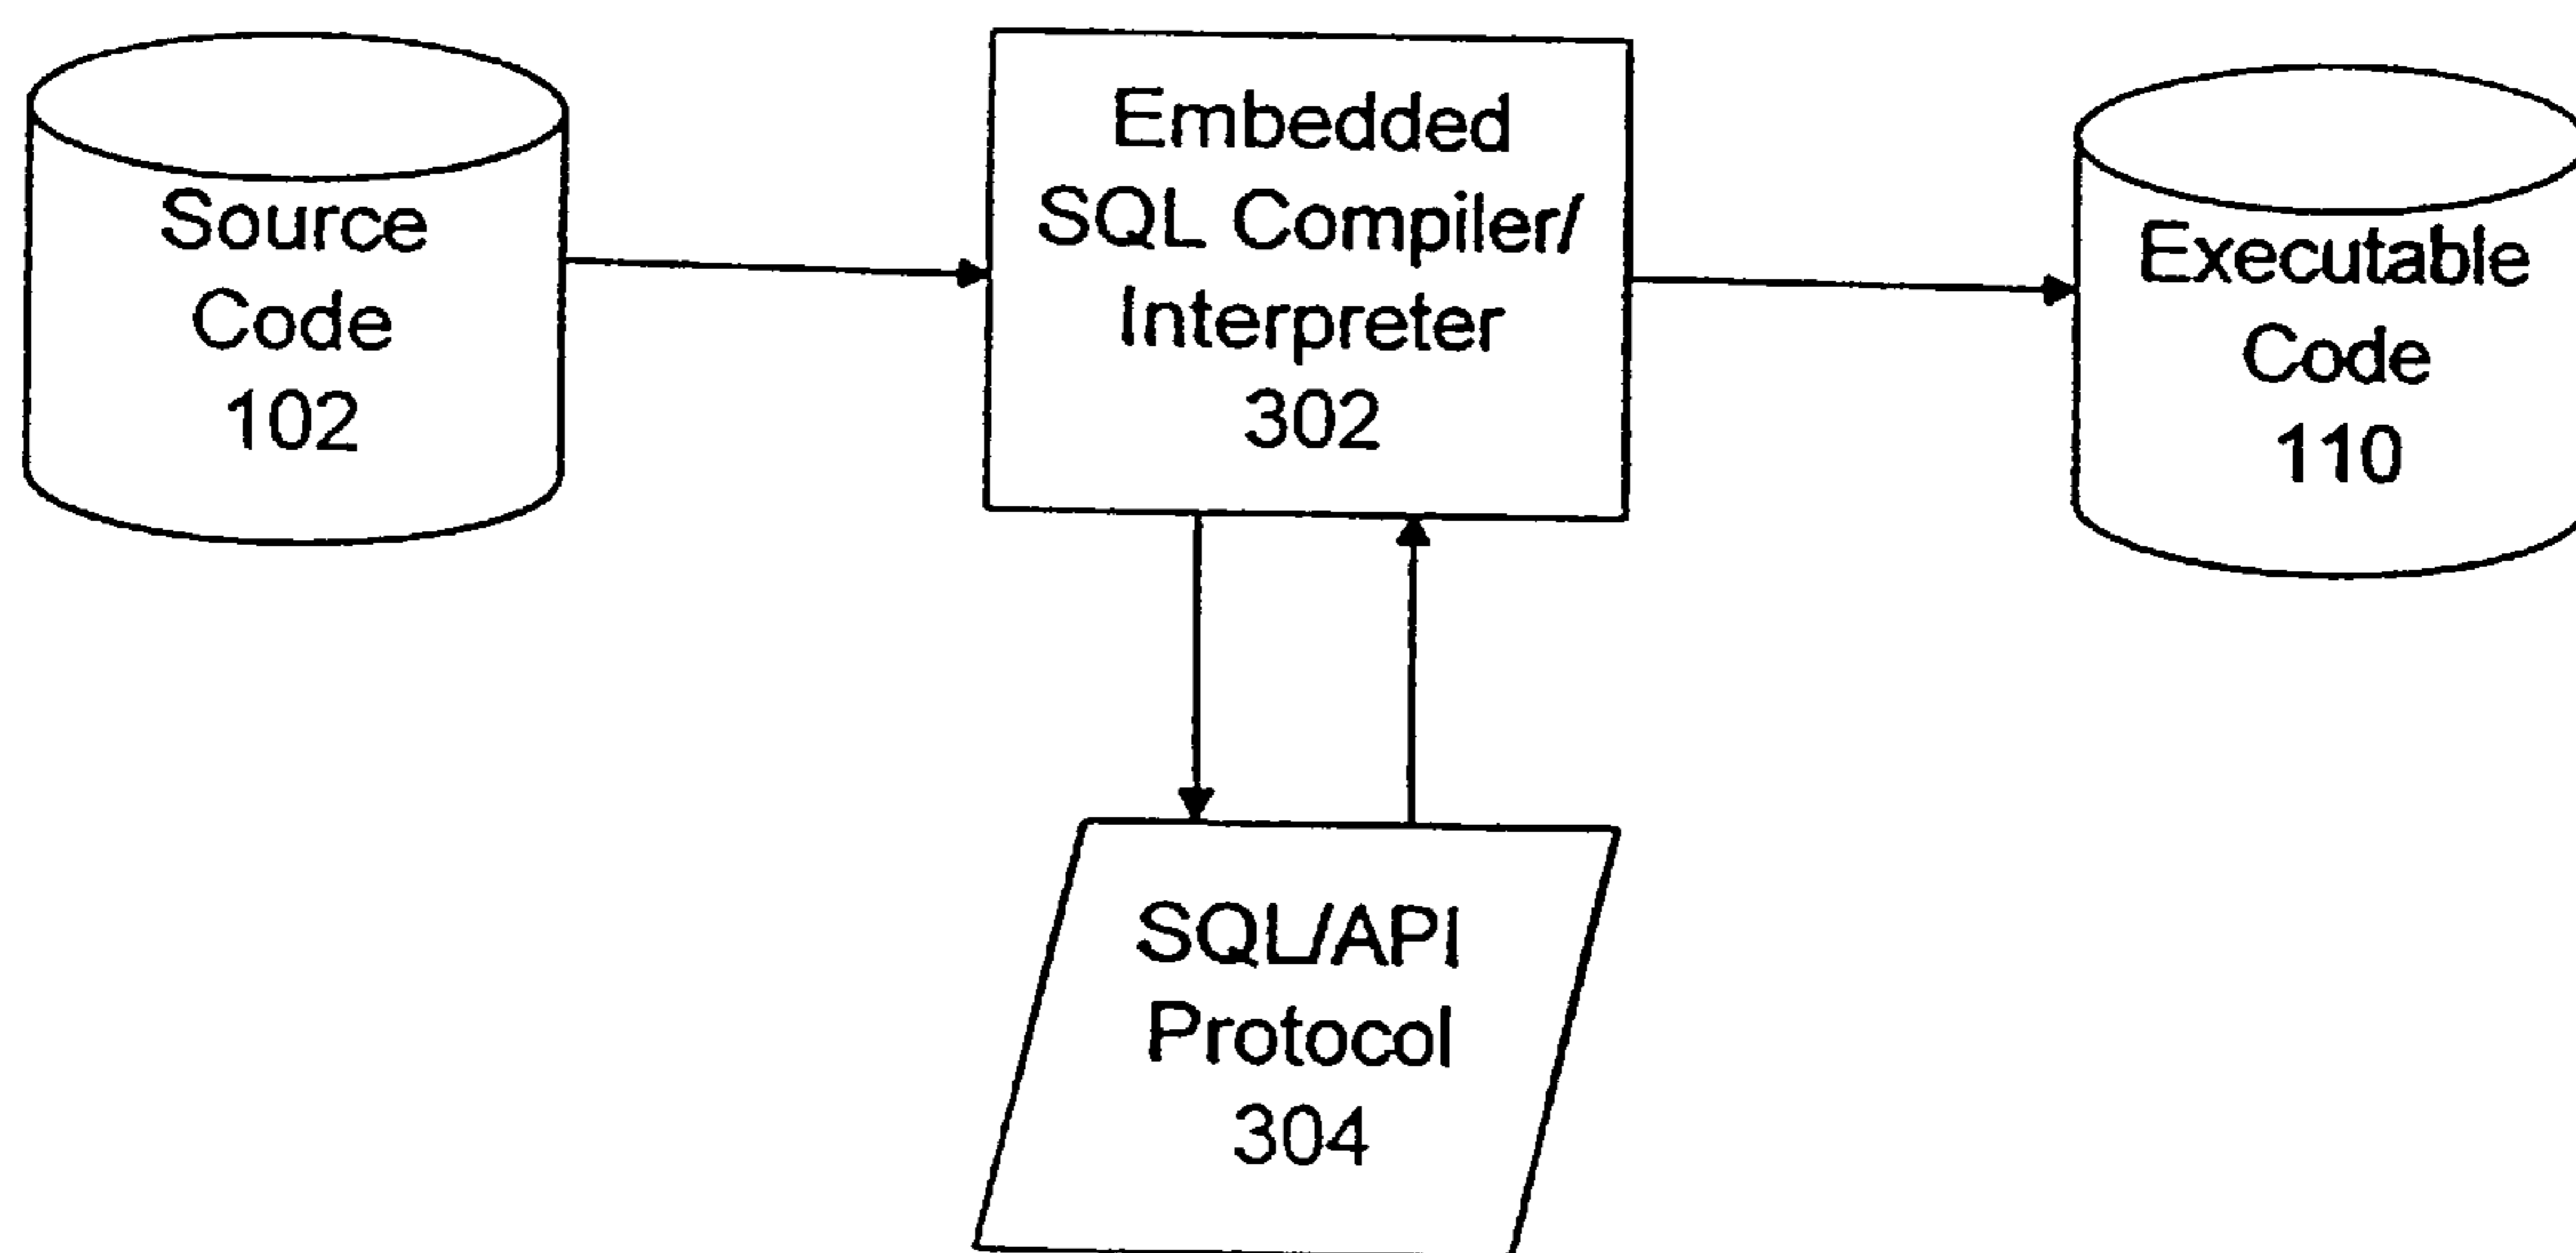 Source
Code
102
Embedded
SQL Compiler/
Interpreter
302
Executable
Code
110
SQL/API
Protocol
304